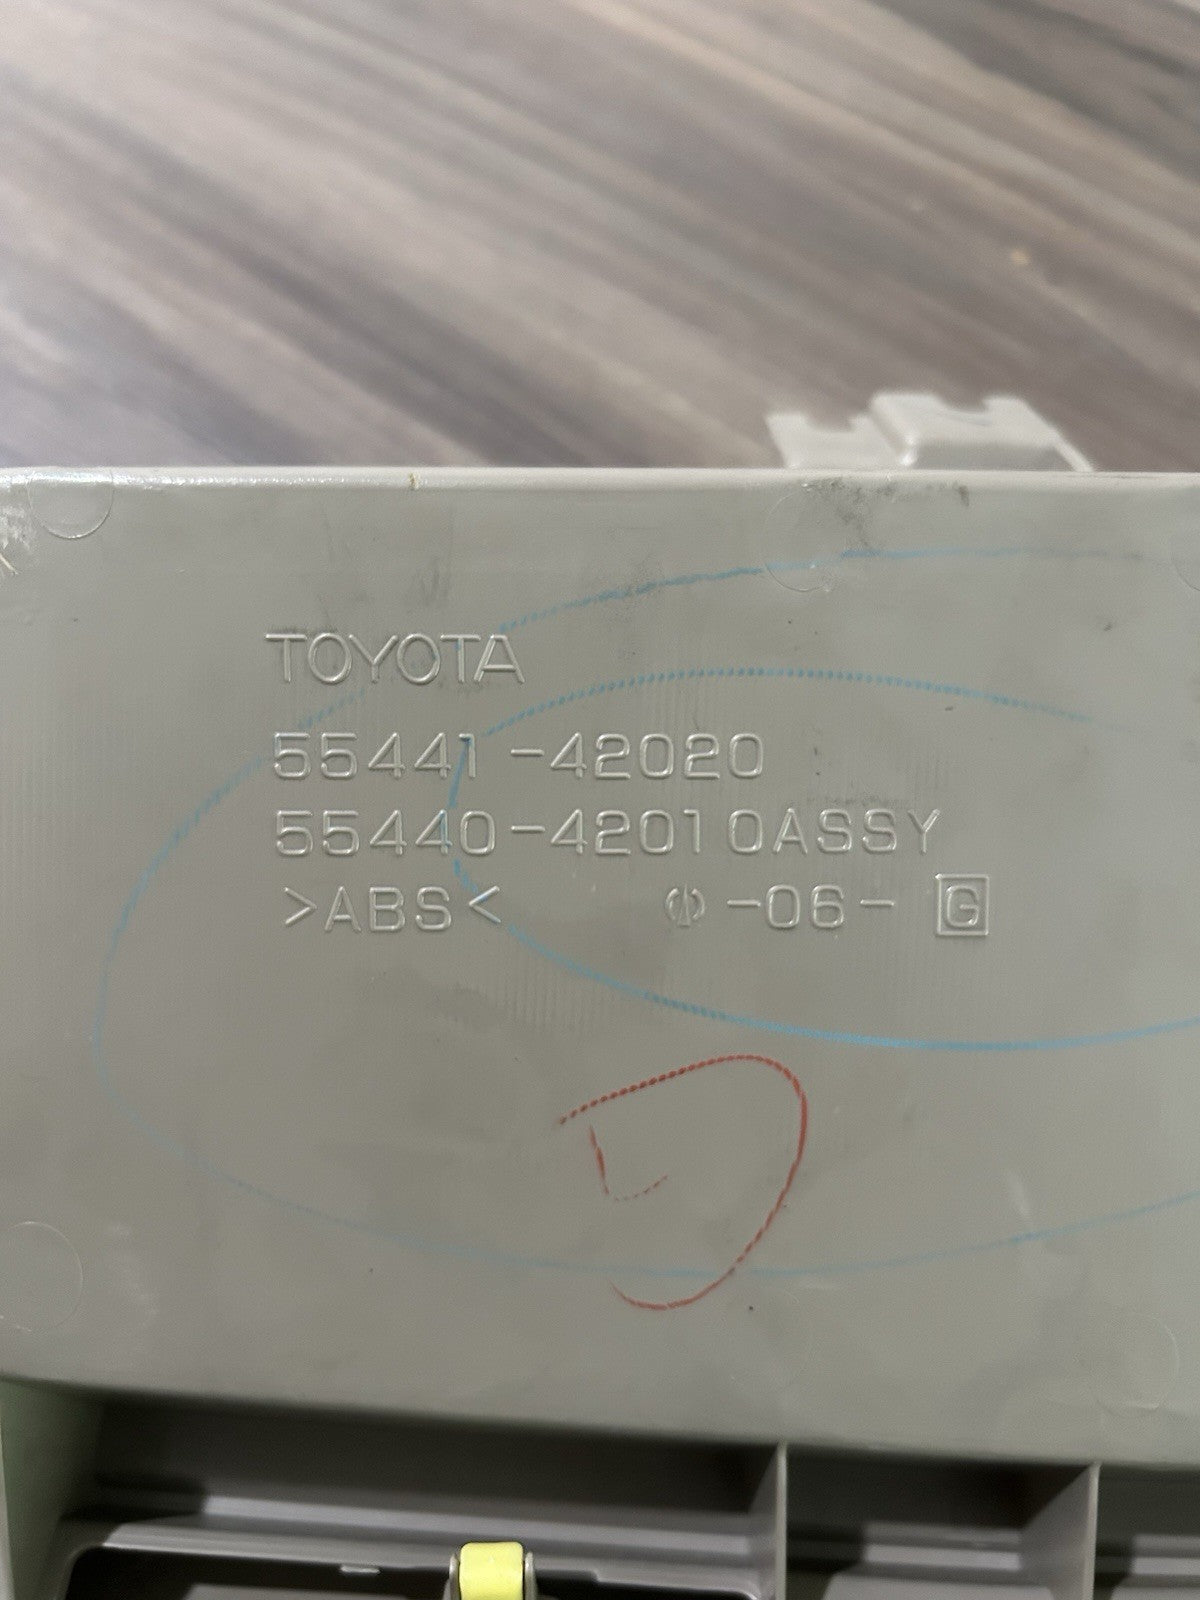 TOYOTA
55441-42020
55440-42010ASSY
>ABS< -06- G